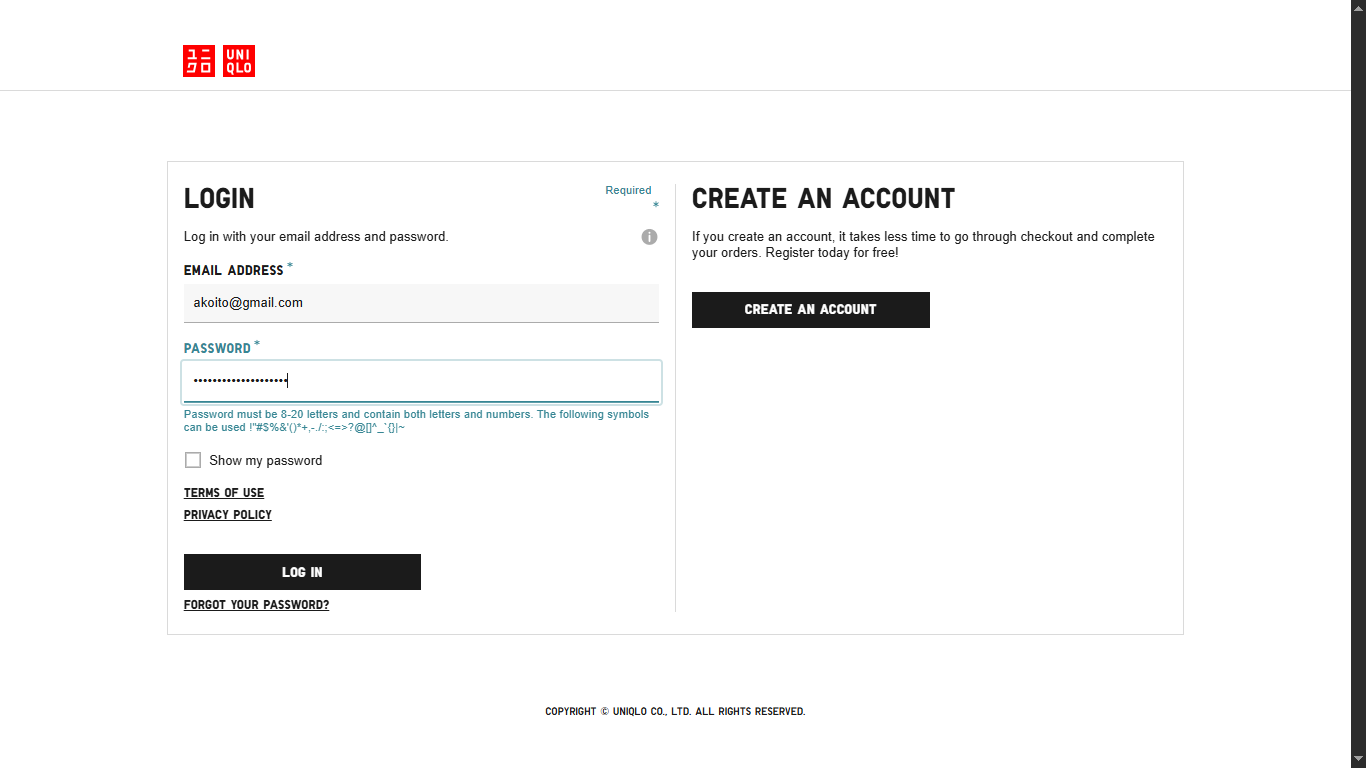 ユニ UNI
クロ QLO
LOGIN
Required
*
Log in with your email address and password.
EMAIL ADDRESS *
akoito@gmail.com
PASSWORD *
••••••••••••••••••••
Password must be 8-20 letters and contain both letters and numbers. The following symbols
can be used !"#$%&'()*+,-./:;<=>?@[]^_`{}|~
Show my password
TERMS OF USE
PRIVACY POLICY
LOG IN
FORGOT YOUR PASSWORD?
CREATE AN ACCOUNT
If you create an account, it takes less time to go through checkout and complete
your orders. Register today for free!
CREATE AN ACCOUNT
COPYRIGHT © UNIQLO CO., LTD. ALL RIGHTS RESERVED.